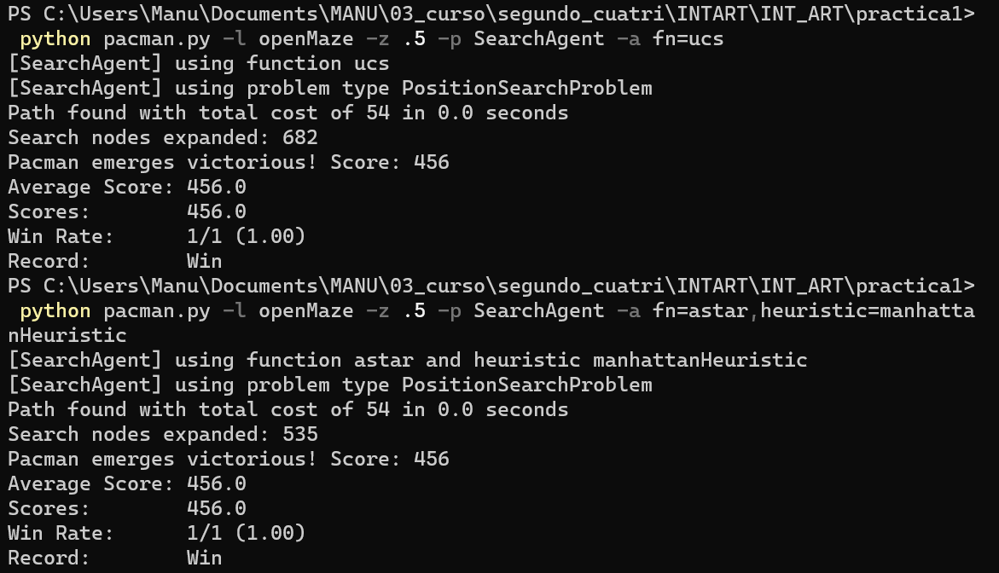 PS C:\Users\Manu\Documents\MANU\03_curso\segundo_cuatri\INTART\INT_ART\practica1>
python pacman.py -l openMaze -z .5 -p SearchAgent -a fn=ucs
[SearchAgent] using function ucs
[SearchAgent] using problem type PositionSearchProblem
Path found with total cost of 54 in 0.0 seconds
Search nodes expanded: 682
Pacman emerges victorious! Score: 456
Average Score: 456.0
Scores:        456.0
Win Rate:      1/1 (1.00)
Record:        Win
PS C:\Users\Manu\Documents\MANU\03_curso\segundo_cuatri\INTART\INT_ART\practica1>
python pacman.py -l openMaze -z .5 -p SearchAgent -a fn=astar,heuristic=manhatta
nHeuristic
[SearchAgent] using function astar and heuristic manhattanHeuristic
[SearchAgent] using problem type PositionSearchProblem
Path found with total cost of 54 in 0.0 seconds
Search nodes expanded: 535
Pacman emerges victorious! Score: 456
Average Score: 456.0
Scores:        456.0
Win Rate:      1/1 (1.00)
Record:        Win